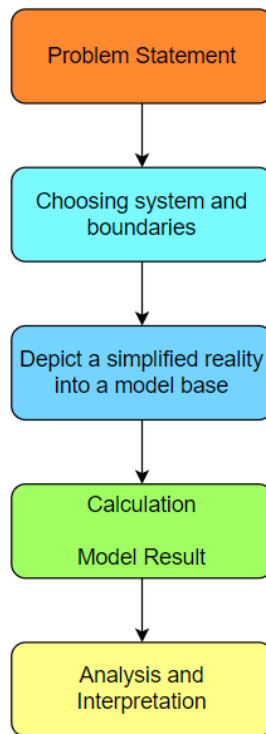 Problem Statement
Choosing system and
boundaries
Depict a simplified reality
into a model base
Calculation
Model Result
Analysis and
Interpretation